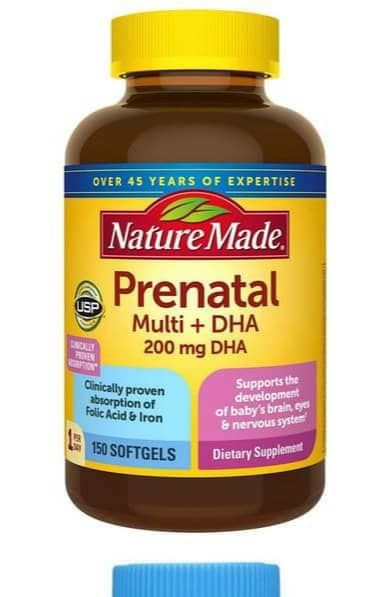 OVER 45 YEARS OF EXPERTISE
Nature Made®
USP
Prenatal
Multi + DHA
200 mg DHA
CLINICALLY
PROVEN
ABSORPTION*
Clinically proven
absorption of
Folic Acid & Iron
Supports the
development
of baby's brain, eyes
& nervous system†
1 PER
DAY
150 SOFTGELS
Dietary Supplement